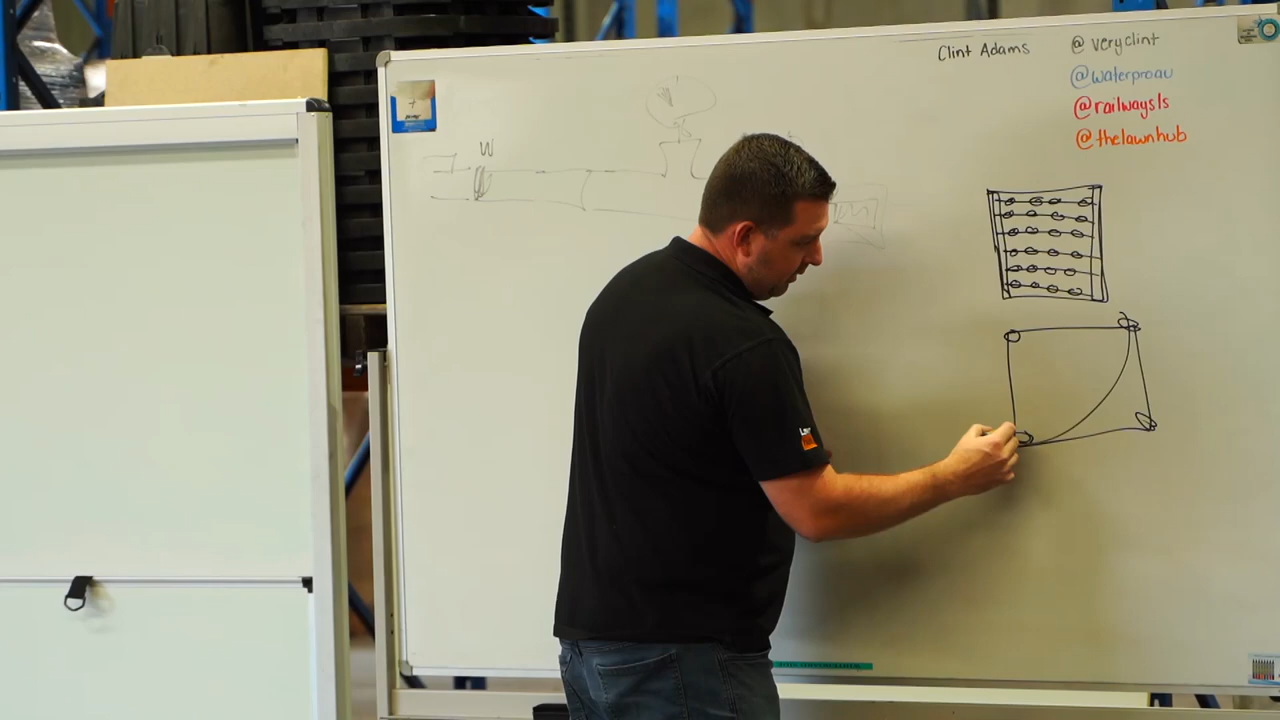 Clint Adams
@veryclint
@waterproau
@railwaysls
@thelawnhub
W